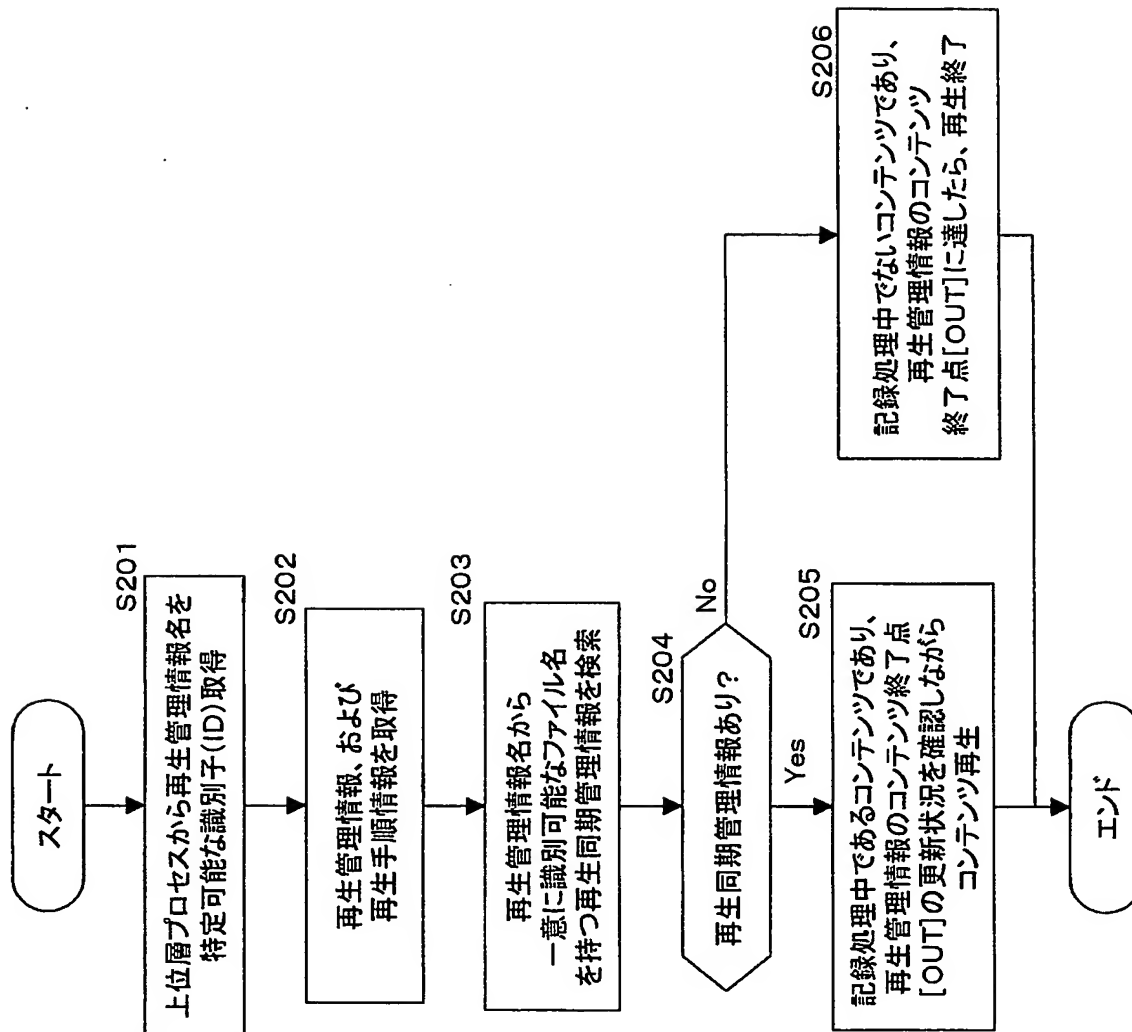 スタート
S201
上位層プロセスから再生管理情報名を
特定可能な識別子(ID)取得
S202
再生管理情報、および
再生手順情報を取得
S203
再生管理情報名から
一意に識別可能なファイル名
を持つ再生同期管理情報を検索
S204
再生同期管理情報あり？
No
Yes
S205
記録処理中であるコンテンツであり、
再生管理情報のコンテンツ終了点
[OUT]の更新状況を確認しながら
コンテンツ再生
S206
記録処理中でないコンテンツであり、
再生管理情報のコンテンツ
終了点[OUT]に達したら、再生終了
エンド